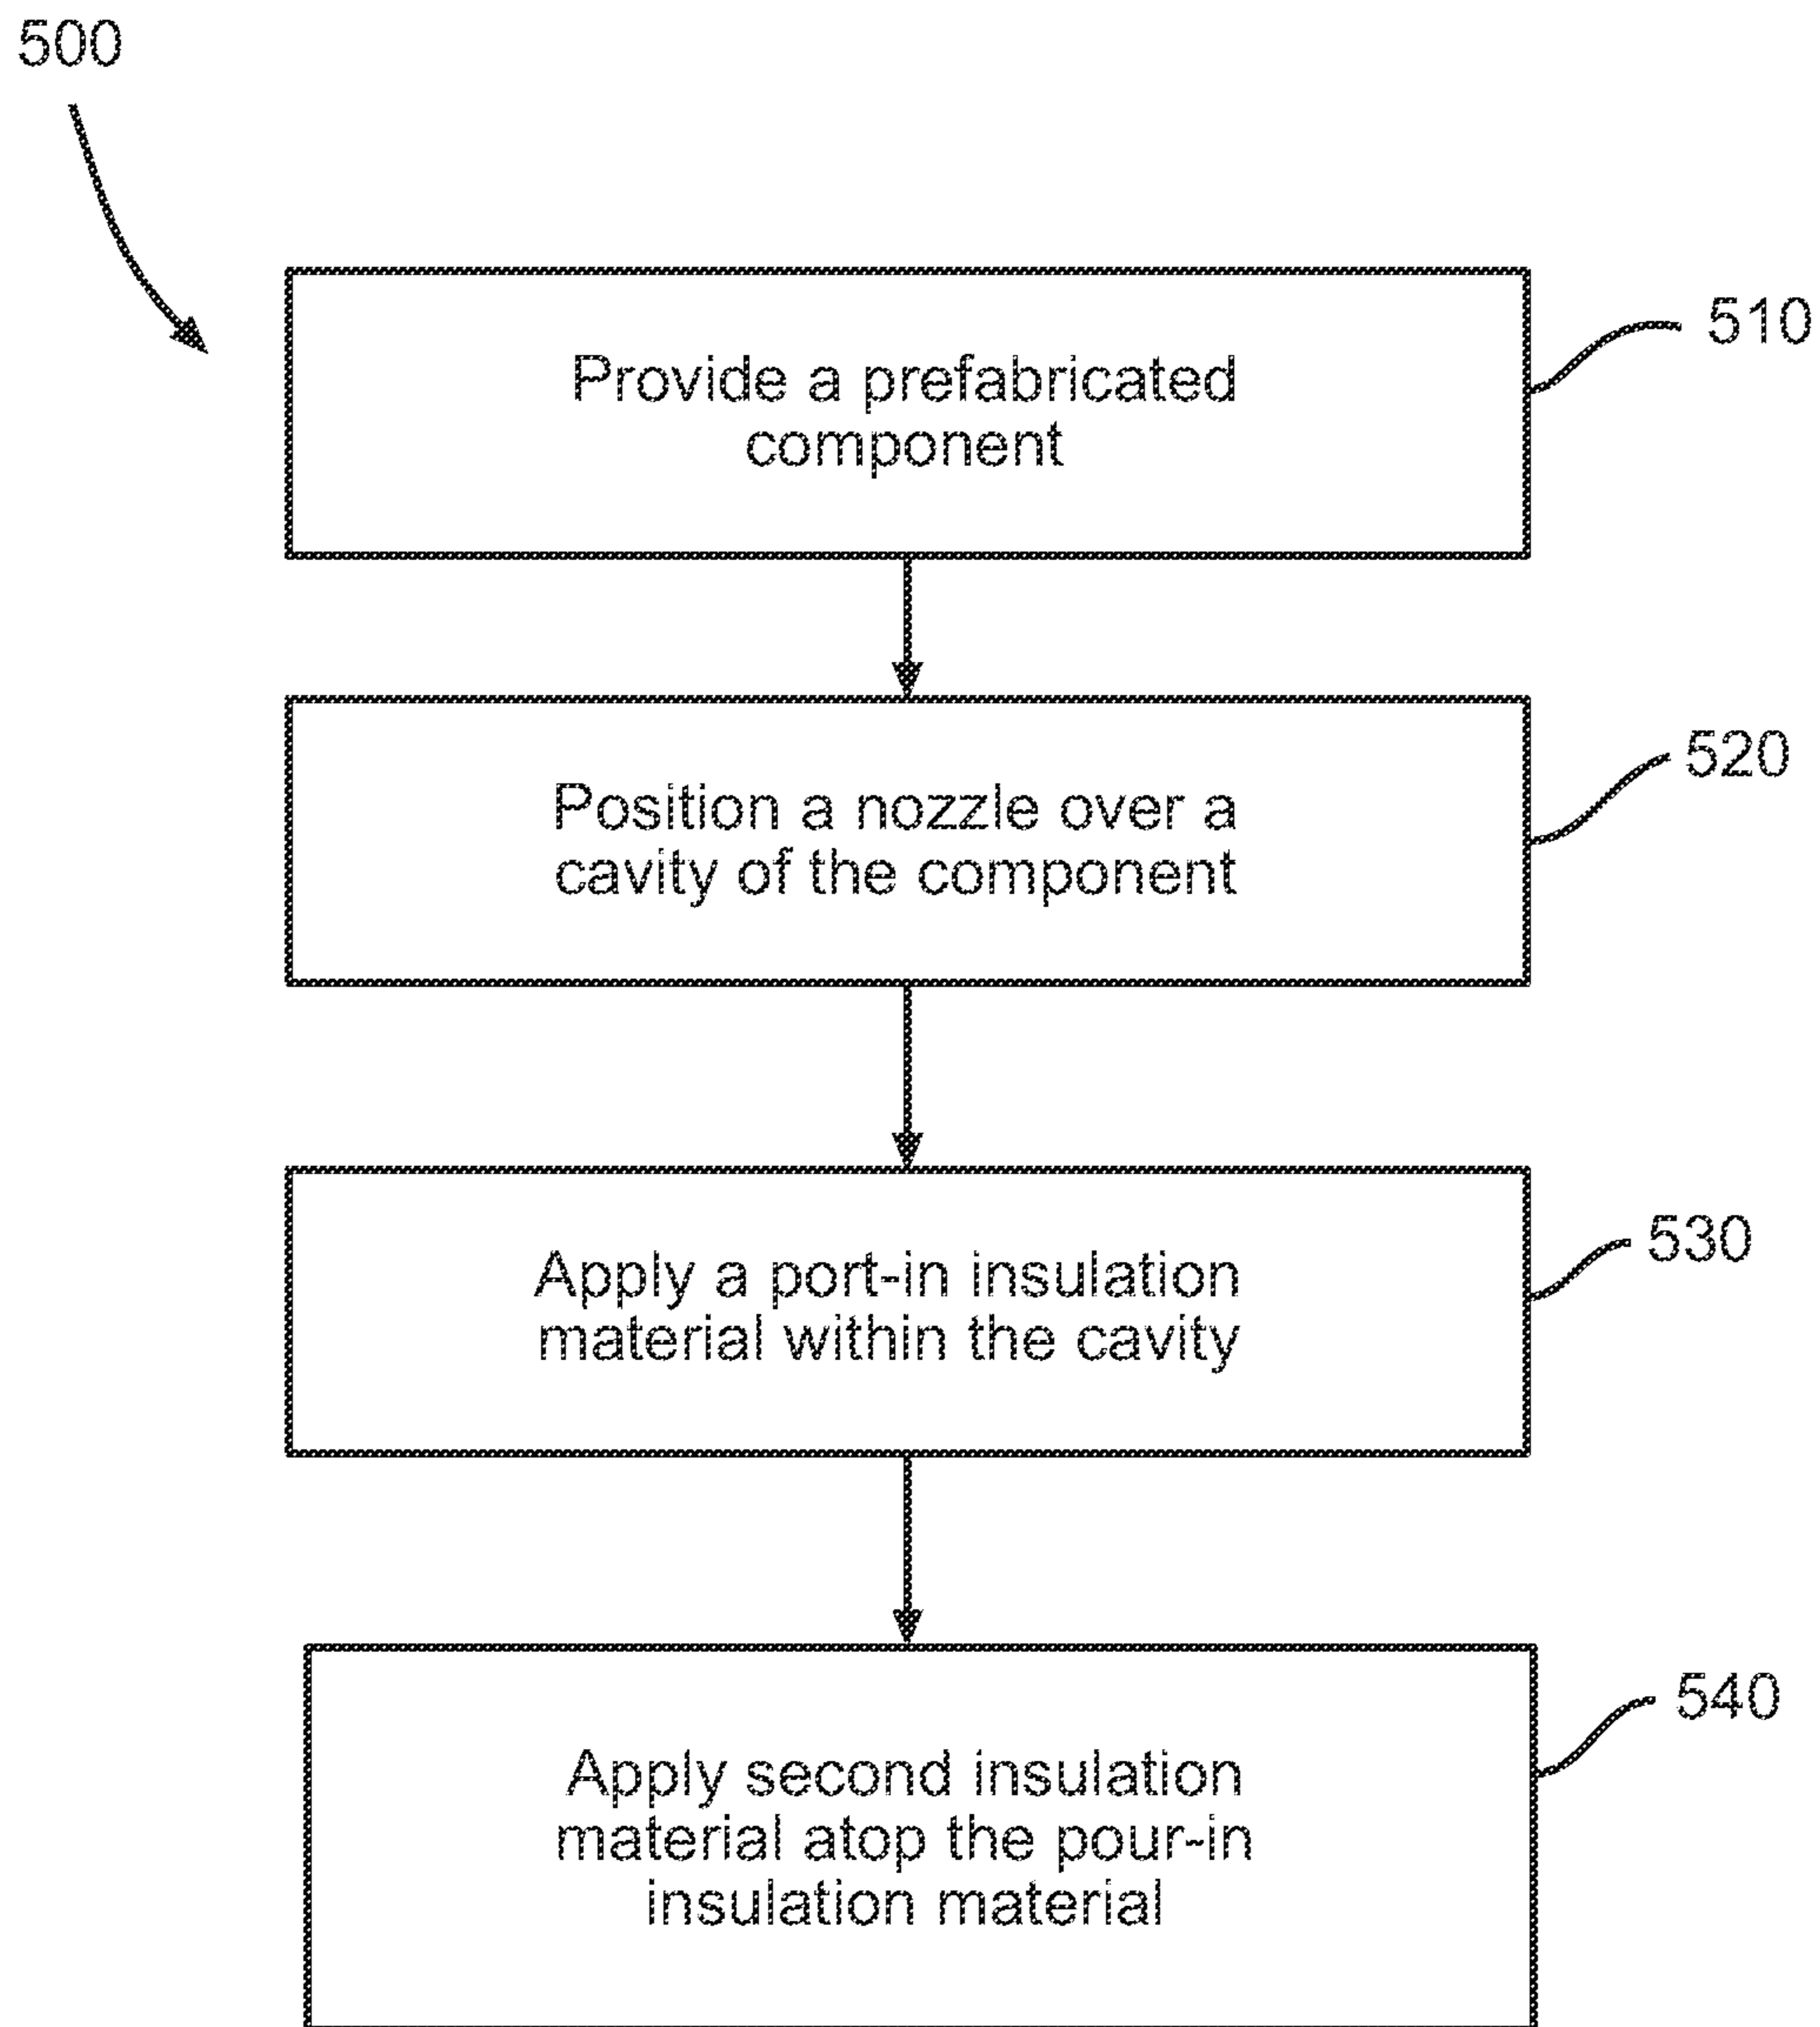 500
Provide a prefabricated
component
510
Position a nozzle over a
cavity of the component
520
Apply a port-in insulation
material within the cavity
530
Apply second insulation
material atop the pour-in
insulation material
540